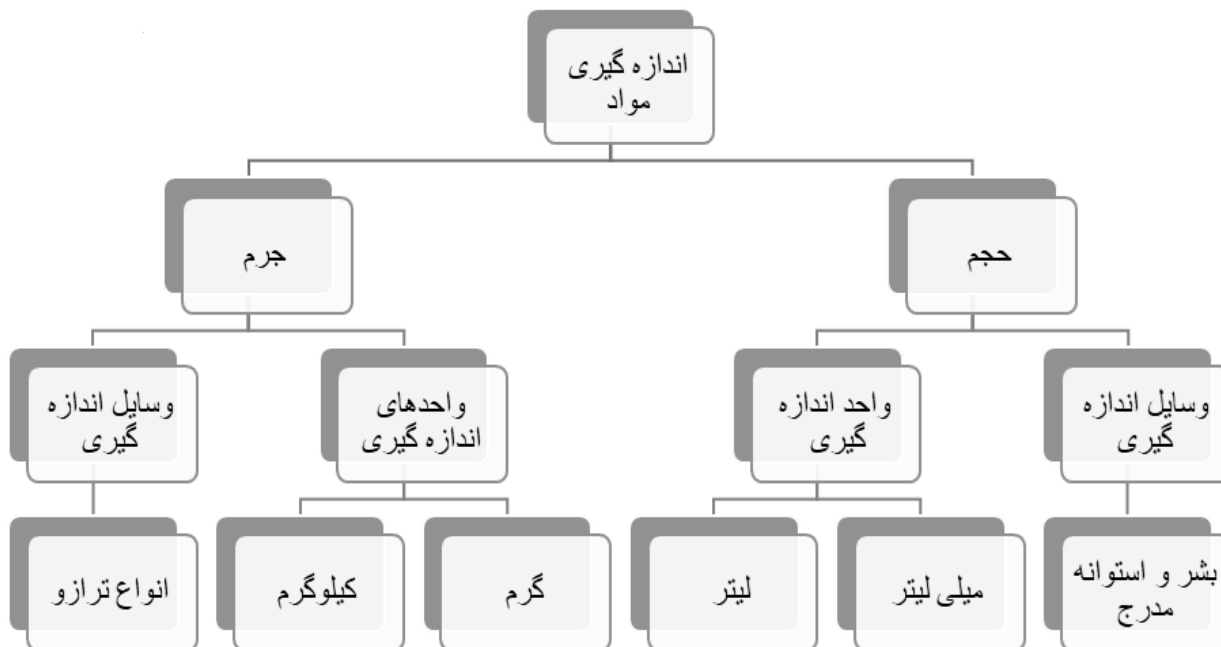 اندازه گیری
مواد
حجم
جرم
وسایل اندازه
گیری
واحد اندازه
گیری
واحدهای
اندازه گیری
وسایل اندازه
گیری
بشر و استوانه
مدرج
میلی لیتر
لیتر
گرم
کیلوگرم
انواع ترازو